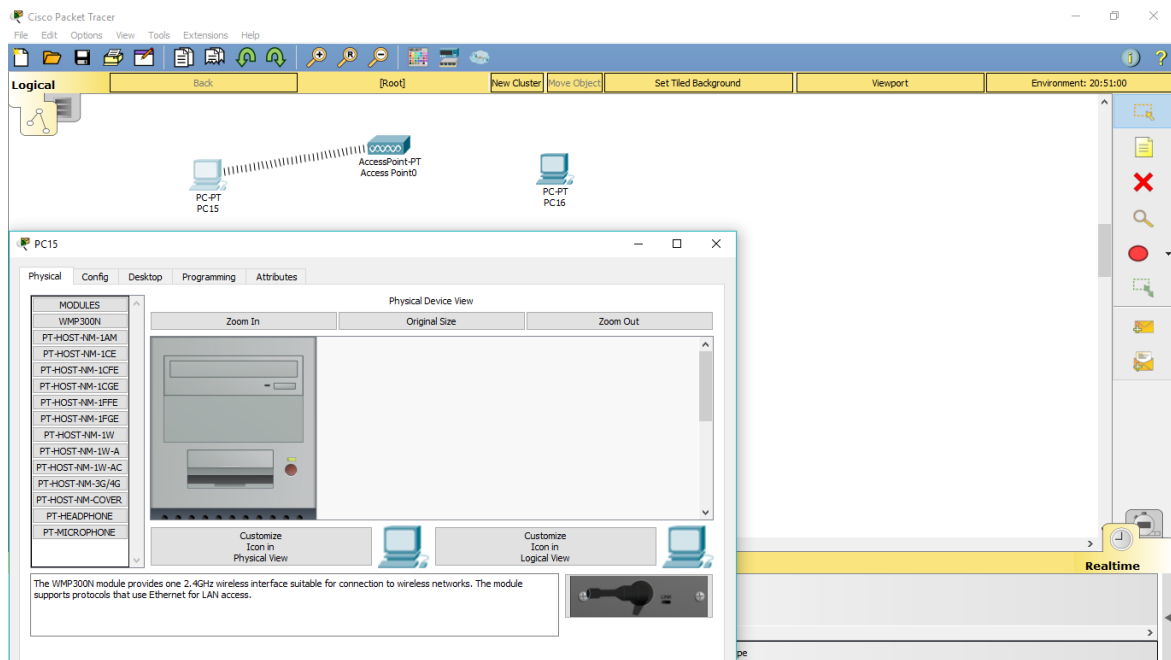 Cisco Packet Tracer
File Edit Options View Tools Extensions Help
Logical
Back
[Root]
New Cluster
Move Object
Set Tiled Background
Viewport
Environment: 20:51:00
AccessPoint-PT
Access Point0
PC-PT
PC15
PC-PT
PC16
PC15
Physical Config Desktop Programming Attributes
MODULES
WMP300N
PT-HOST-NM-1AM
PT-HOST-NM-1CE
PT-HOST-NM-1CFE
PT-HOST-NM-1CGE
PT-HOST-NM-1FFE
PT-HOST-NM-1FGE
PT-HOST-NM-1W
PT-HOST-NM-1W-A
PT-HOST-NM-1W-AC
PT-HOST-NM-3G/4G
PT-HOST-NM-COVER
PT-HEADPHONE
PT-MICROPHONE
Physical Device View
Zoom In
Original Size
Zoom Out
Customize
Icon in
Physical View
Customize
Icon in
Logical View
The WMP300N module provides one 2.4GHz wireless interface suitable for connection to wireless networks. The module
supports protocols that use Ethernet for LAN access.
LINK
Realtime
pe